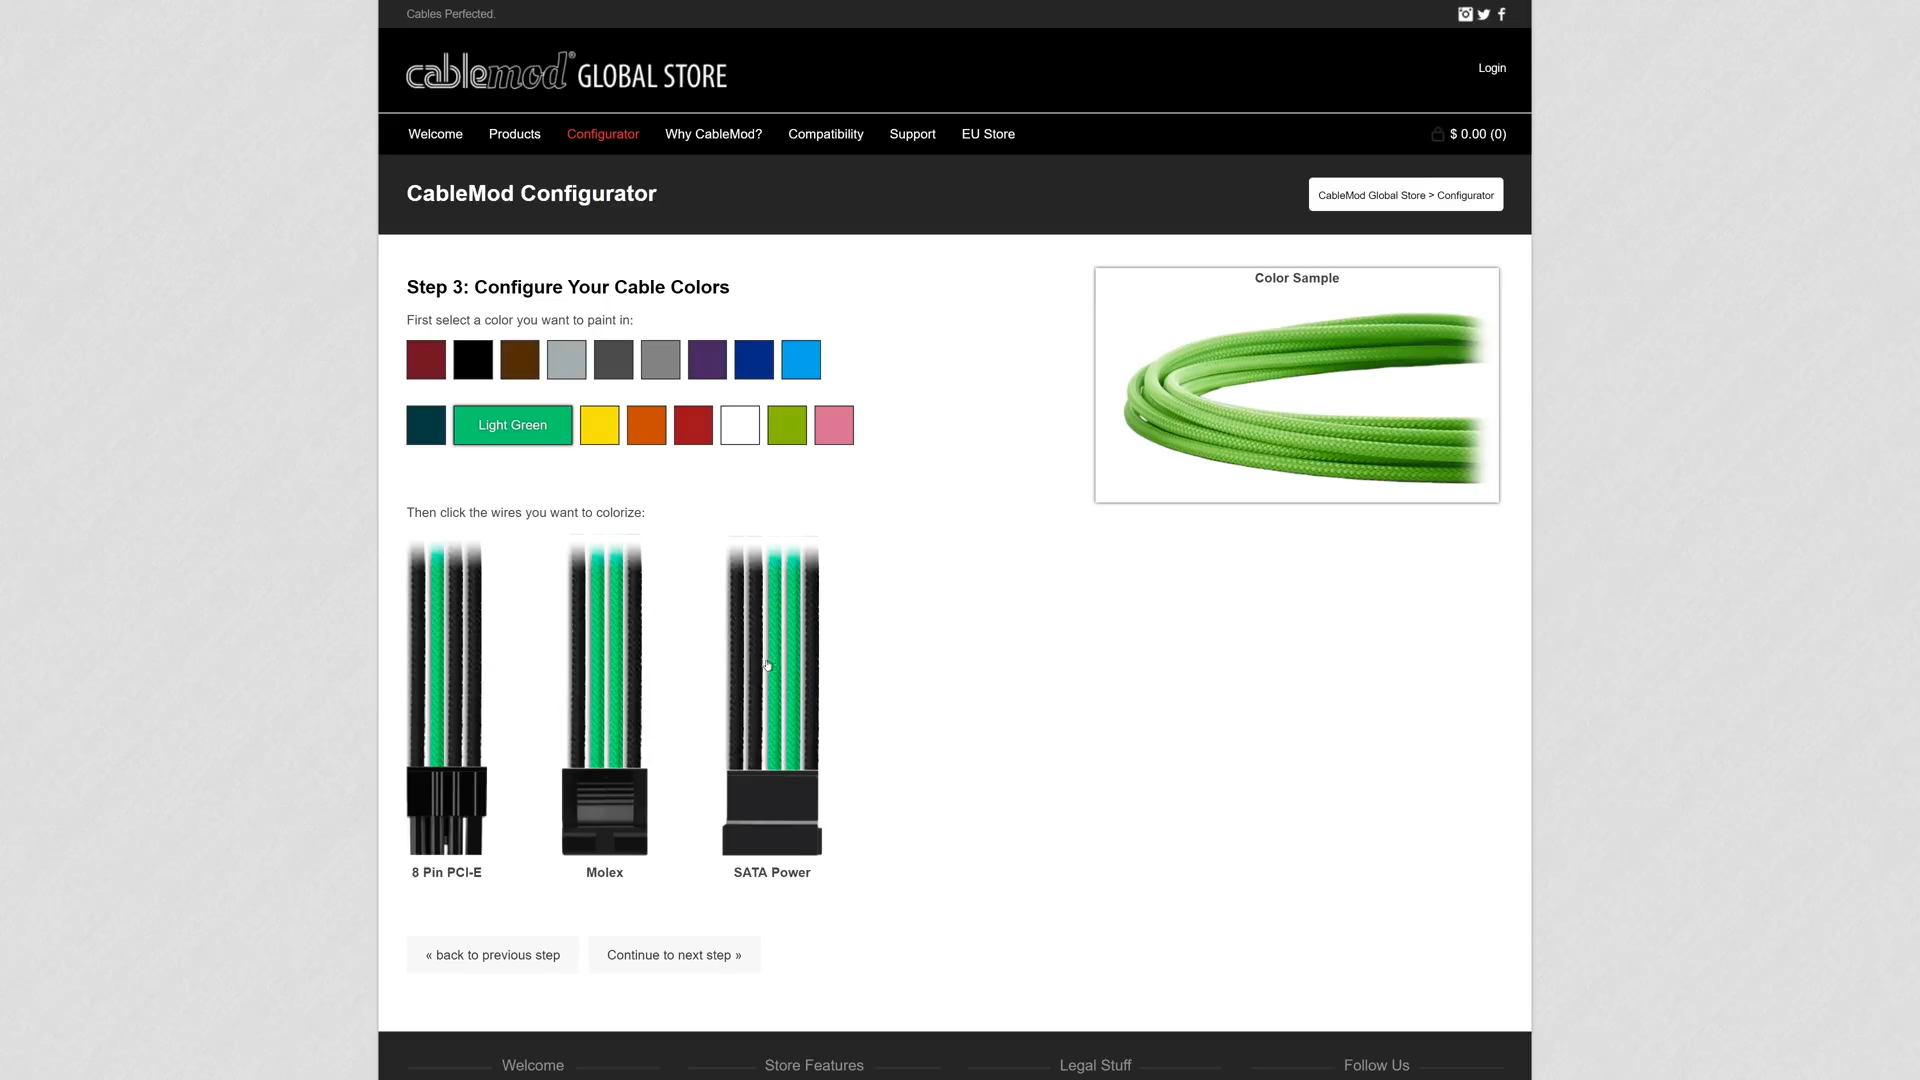 Cables Perfected.
cablemod® GLOBAL STORE
Login
Welcome Products Configurator Why CableMod? Compatibility Support EU Store $ 0.00 (0)
CableMod Configurator
CableMod Global Store > Configurator
Step 3: Configure Your Cable Colors
Color Sample
First select a color you want to paint in:
Light Green
Then click the wires you want to colorize:
8 Pin PCI-E Molex SATA Power
« back to previous step Continue to next step »
Welcome Store Features Legal Stuff Follow Us